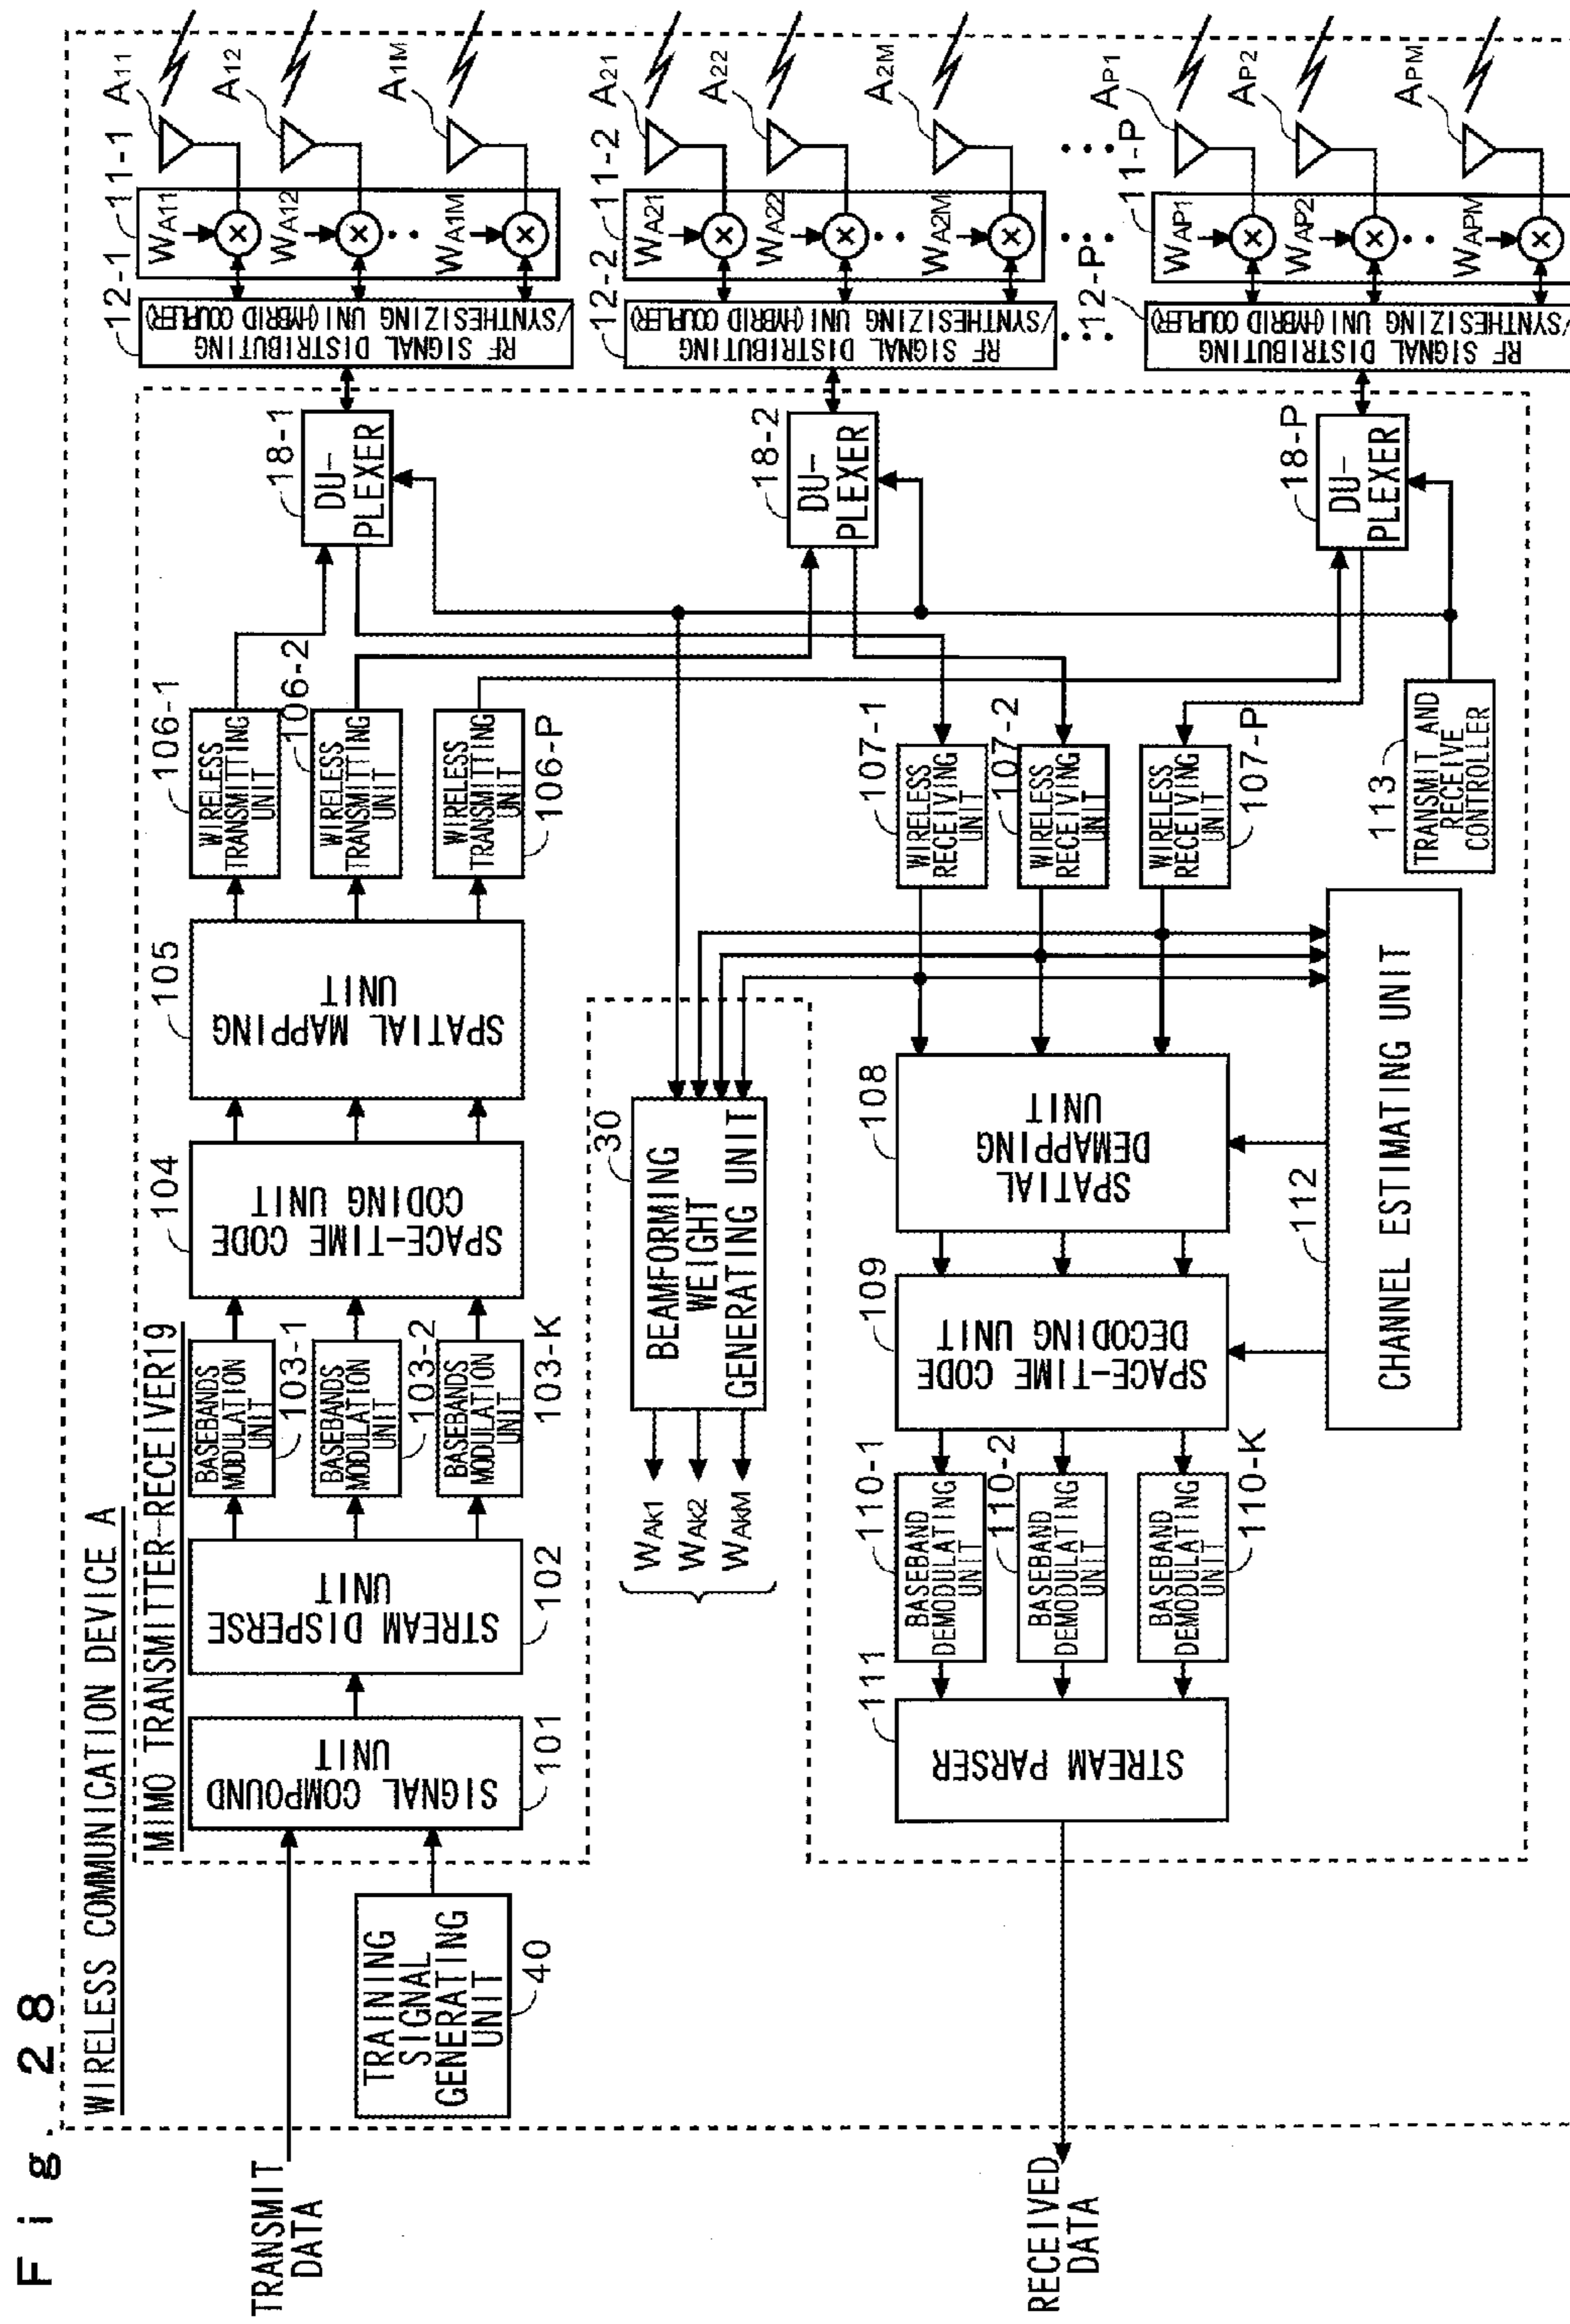 Fig. 28
WIRELESS COMMUNICATION DEVICE A
MIMO TRANSMITTER-RECEIVER19
TRANSMIT
DATA
TRAINING
SIGNAL
GENERATING
UNIT
40
SIGNAL COMPOUND
UNIT
101
STREAM DISPERSE
UNIT
102
BASEBANDS
MODULATION
UNIT
103-1
BASEBANDS
MODULATION
UNIT
103-2
BASEBANDS
MODULATION
UNIT
103-K
SPACE-TIME CODE
CODING UNIT
104
SPATIAL MAPPING
UNIT
105
WIRELESS
TRANSMITTING
UNIT
106-1
WIRELESS
TRANSMITTING
UNIT
106-2
WIRELESS
TRANSMITTING
UNIT
106-P
DU-
PLEXER
18-1
DU-
PLEXER
18-2
DU-
PLEXER
18-P
RF SIGNAL DISTRIBUTING
/SYNTHESIZING UNI(HYBRID COUPLER)
12-1
WA11
WA12
WA1M
11-1
A11
A12
A1M
RF SIGNAL DISTRIBUTING
/SYNTHESIZING UNI(HYBRID COUPLER)
12-2
WA21
WA22
WA2M
11-2
A21
A22
A2M
RF SIGNAL DISTRIBUTING
/SYNTHESIZING UNI(HYBRID COUPLER)
12-P
WAP1
WAP2
WAPM
11-P
AP1
AP2
APM
BEAMFORMING
WEIGHT
GENERATING UNIT
30
WAk1
WAk2
WAkM
WIRELESS
RECEIVING
UNIT
107-1
WIRELESS
RECEIVING
UNIT
107-2
WIRELESS
RECEIVING
UNIT
107-P
TRANSMIT AND
RECEIVE
CONTROLLER
113
SPATIAL
DEMAPPING
UNIT
108
SPACE-TIME CODE
DECODING UNIT
109
BASEBAND
DEMODULATING
UNIT
110-1
BASEBAND
DEMODULATING
UNIT
110-2
BASEBAND
DEMODULATING
UNIT
110-K
STREAM PARSER
111
CHANNEL ESTIMATING UNIT
112
RECEIVED
DATA